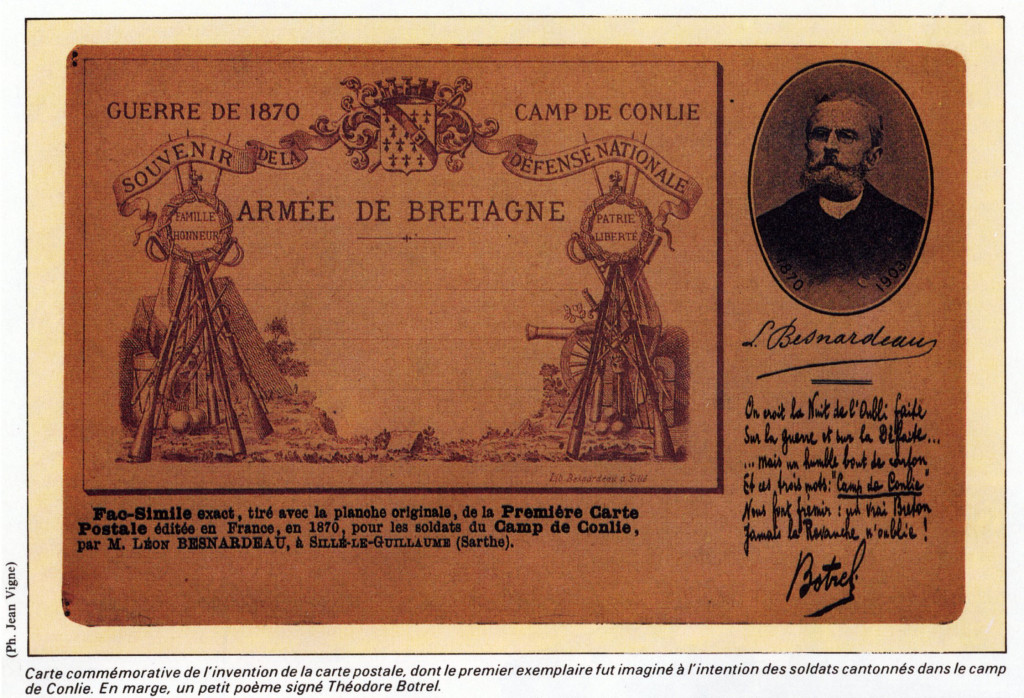 GUERRE DE 1870
CAMP DE CONLIE
SOUVENIR DE LA DÉFENSE NATIONALE
FAMILLE
HONNEUR
ARMÉE DE BRETAGNE
PATRIE
LIBERTÉ
Lith. Besnardeau à Sillé
Fac-Simile exact, tiré avec la planche originale, de la Première Carte
Postale éditée en France, en 1870, pour les soldats du Camp de Conlie,
par M. LÉON BESNARDEAU, à SILLÉ-LE-GUILLAUME (Sarthe).
1870 1903
L. Besnardeau
On croit la Nuit de l'Oubli faite
Sur la guerre et sur la Défaite...
... Mais un humble bout de carton
Et ces trois mots: "Camp de Conlie"
Nous font frémir: un vrai Breton
Jamais la Revanche n'oublie!
Botrel
(Ph. Jean Vigne)
Carte commémorative de l'invention de la carte postale, dont le premier exemplaire fut imaginé à l'intention des soldats cantonnés dans le camp
de Conlie. En marge, un petit poème signé Théodore Botrel.